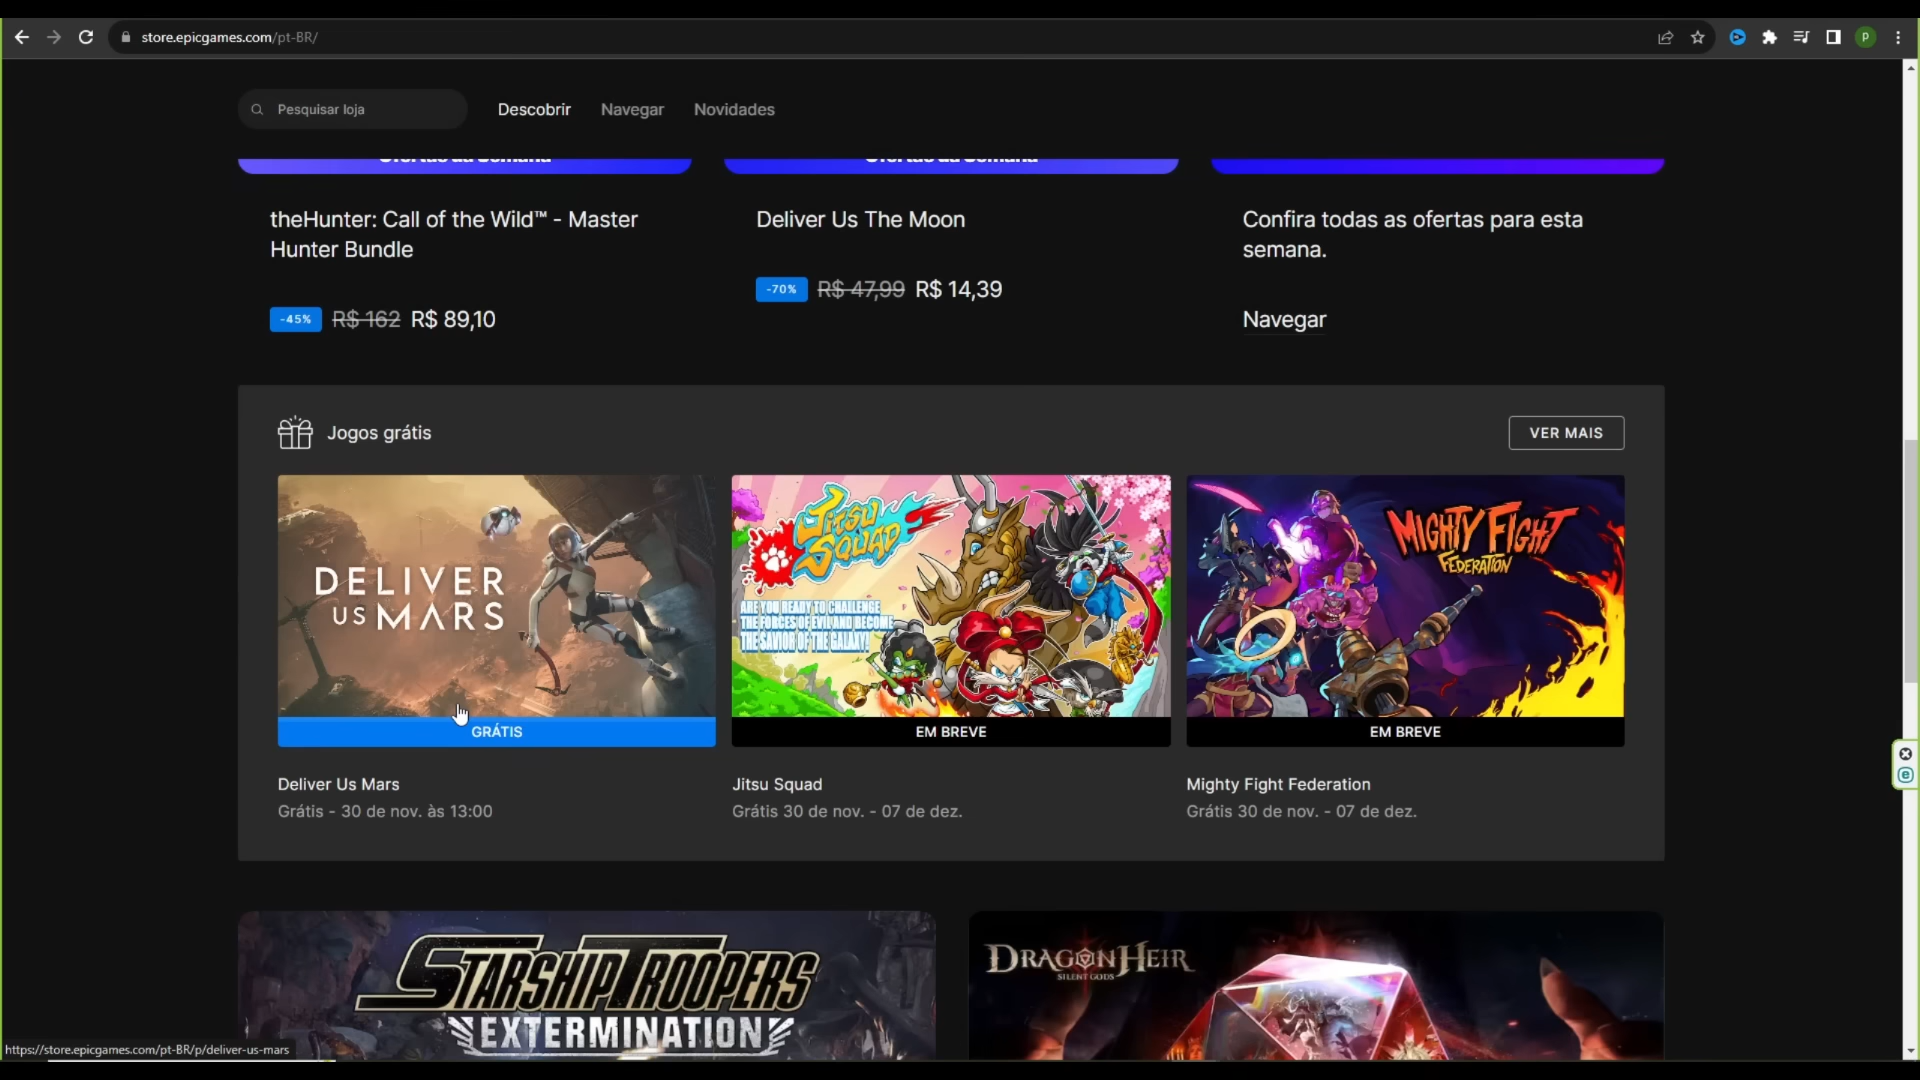 store.epicgames.com/pt-BR/
P
Pesquisar loja
Descobrir
Navegar
Novidades
Ofertas da Semana
Ofertas da Semana
theHunter: Call of the Wild™ - Master
Hunter Bundle
-45% R$ 162 R$ 89,10
Deliver Us The Moon
-70% R$ 47,99 R$ 14,39
Confira todas as ofertas para esta
semana.
Navegar
Jogos grátis
VER MAIS
DELIVER
US MARS
GRÁTIS
Deliver Us Mars
Grátis - 30 de nov. às 13:00
JITSU
SQUAD
ARE YOU READY TO CHALLENGE
THE FORCES OF EVIL AND BECOME
THE SAVIOR OF THE GALAXY!
EM BREVE
Jitsu Squad
Grátis 30 de nov. - 07 de dez.
MIGHTY FIGHT
FEDERATION
EM BREVE
Mighty Fight Federation
Grátis 30 de nov. - 07 de dez.
STARSHIP TROOPERS
EXTERMINATION
DRAGONHEIR
SILENT GODS
https://store.epicgames.com/pt-BR/p/deliver-us-mars